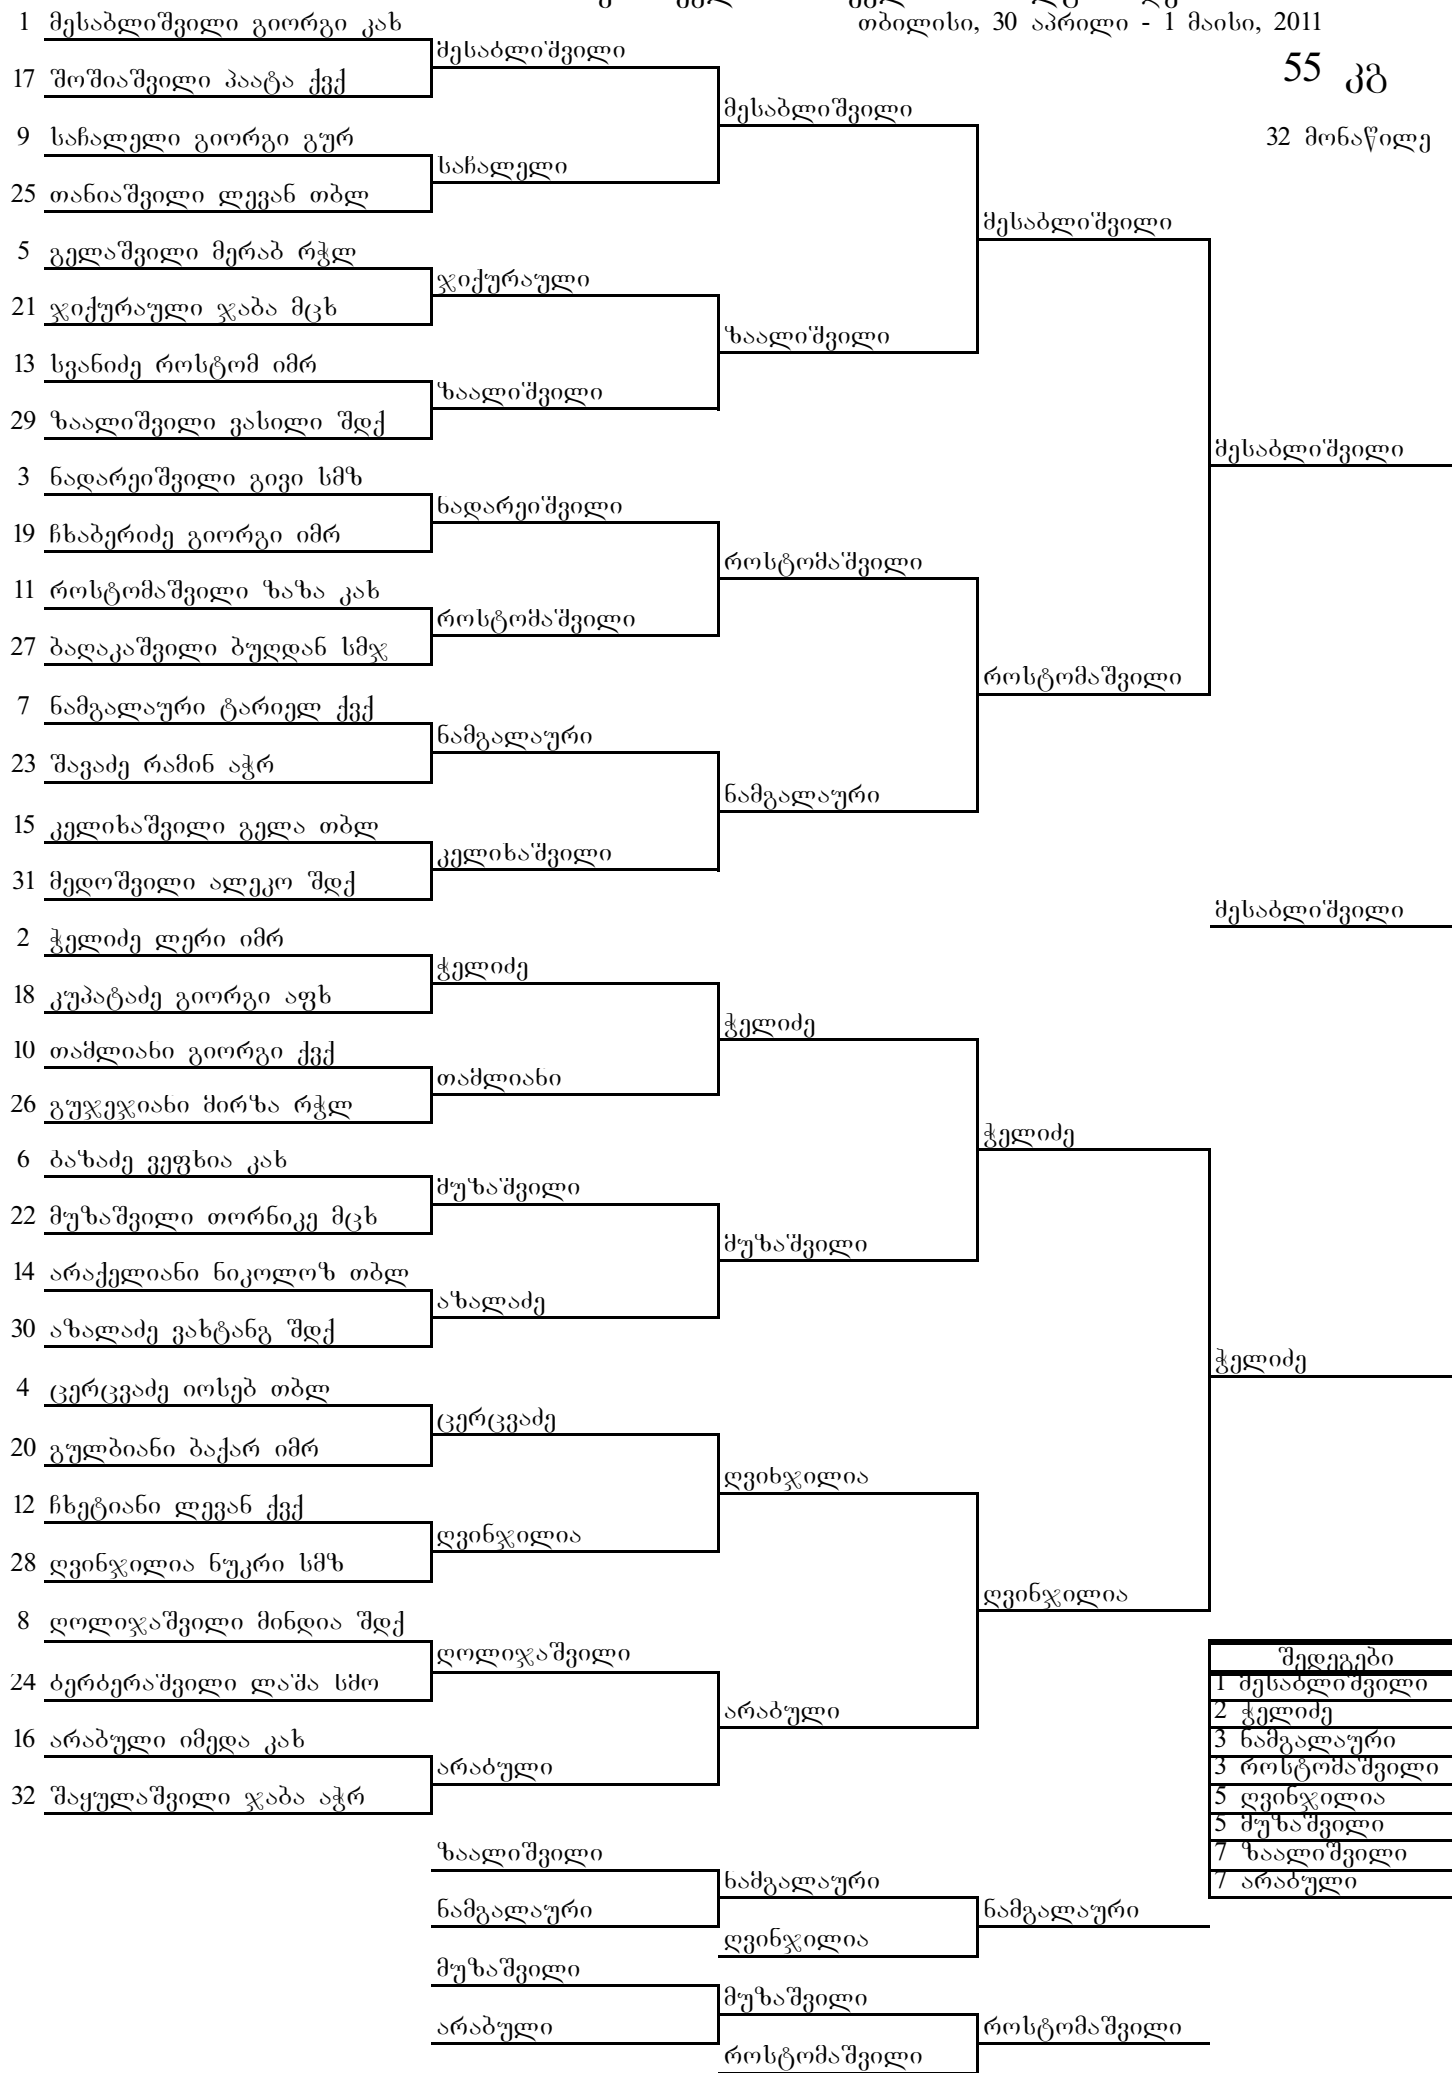 თბილისი, 30 აპრილი - 1 მაისი, 2011
55 კგ
32 მონაწილე
1 მესაბლიშვილი გიორგი კახ
17 შოშიაშვილი პაატა ქვქ
9 საჩალელი გიორგი გურ
25 თანიაშვილი ლევან თბლ
5 გელაშვილი მერაბ რჭლ
21 ჯიქურაული ჯაბა მცხ
13 სვანიძე როსტომ იმრ
29 ზაალიშვილი ვასილი შდქ
3 ნადარეიშვილი გივი სმზ
19 ჩხაბერიძე გიორგი იმრ
11 როსტომაშვილი ზაზა კახ
27 ბაღაკაშვილი ბუღდან სმჯ
7 ნამგალაური ტარიელ ქვქ
23 შავაძე რამინ აჭრ
15 კელიხაშვილი გელა თბლ
31 მედოშვილი ალეკო შდქ
2 ჭელიძე ლერი იმრ
18 კუპატაძე გიორგი აფხ
10 თამლიანი გიორგი ქვქ
26 გუჯეჯიანი მირზა რჭლ
6 ბაზაძე ვეფხია კახ
22 მუზაშვილი თორნიკე მცხ
14 არაქელიანი ნიკოლოზ თბლ
30 აზალაძე ვახტანგ შდქ
4 ცერცვაძე იოსებ თბლ
20 გულბიანი ბაქარ იმრ
12 ჩხეტიანი ლევან ქვქ
28 ღვინჯილია ნუკრი სმზ
8 ღოლიჯაშვილი მინდია შდქ
24 ბერბერაშვილი ლაშა სმო
16 არაბული იმედა კახ
32 შაყულაშვილი ჯაბა აჭრ
მესაბლიშვილი
საჩალელი
ჯიქურაული
ზაალიშვილი
ნადარეიშვილი
როსტომაშვილი
ნამგალაური
კელიხაშვილი
ჭელიძე
თამლიანი
მუზაშვილი
აზალაძე
ცერცვაძე
ღვინჯილია
ღოლიჯაშვილი
არაბული
მესაბლიშვილი
ზაალიშვილი
როსტომაშვილი
ნამგალაური
ჭელიძე
მუზაშვილი
ღვინჯილია
არაბული
მესაბლიშვილი
როსტომაშვილი
ჭელიძე
ღვინჯილია
მესაბლიშვილი
ჭელიძე
მესაბლიშვილი
ზაალიშვილი
ნამგალაური
მუზაშვილი
არაბული
ნამგალაური
ღვინჯილია
მუზაშვილი
როსტომაშვილი
ნამგალაური
როსტომაშვილი
შედეგები
1 მესაბლიშვილი
2 ჭელიძე
3 ნამგალაური
3 როსტომაშვილი
5 ღვინჯილია
5 მუზაშვილი
7 ზაალიშვილი
7 არაბული